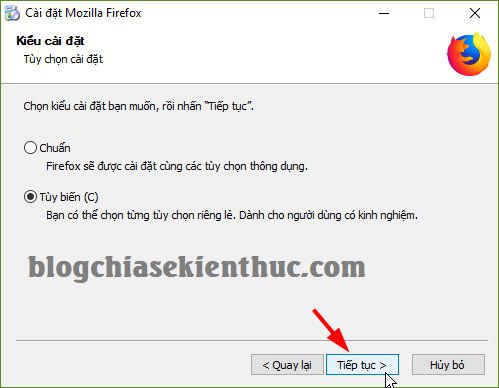 Cài đặt Mozilla Firefox
Kiểu cài đặt
Tùy chọn cài đặt
Chọn kiểu cài đặt bạn muốn, rồi nhấn "Tiếp tục".
Chuẩn
Firefox sẽ được cài đặt cùng các tùy chọn thông dụng.
Tùy biến (C)
Bạn có thể chọn từng tùy chọn riêng lẻ. Dành cho người dùng có kinh nghiệm.
blogchiasekienthuc.com
< Quay lại
Tiếp tục >
Hủy bỏ